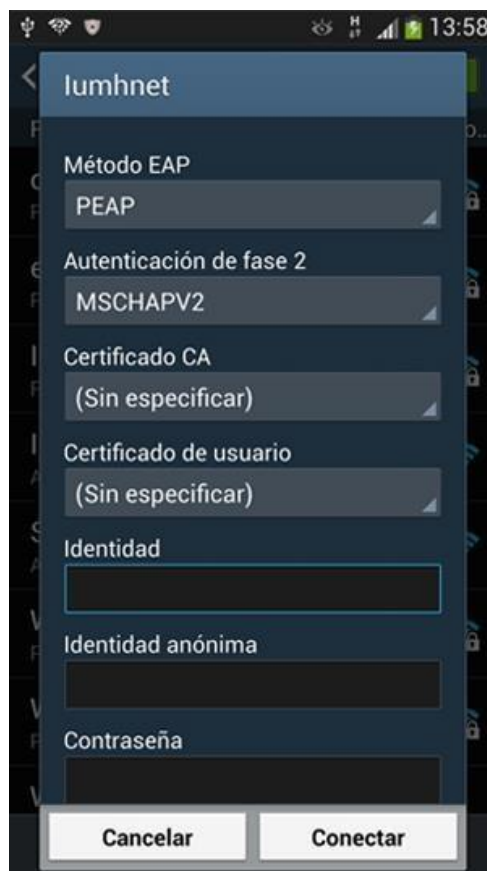 13:58
Iumhnet
Método EAP
PEAP
Autenticación de fase 2
MSCHAPV2
Certificado CA
(Sin especificar)
Certificado de usuario
(Sin especificar)
Identidad
Identidad anónima
Contraseña
Cancelar
Conectar